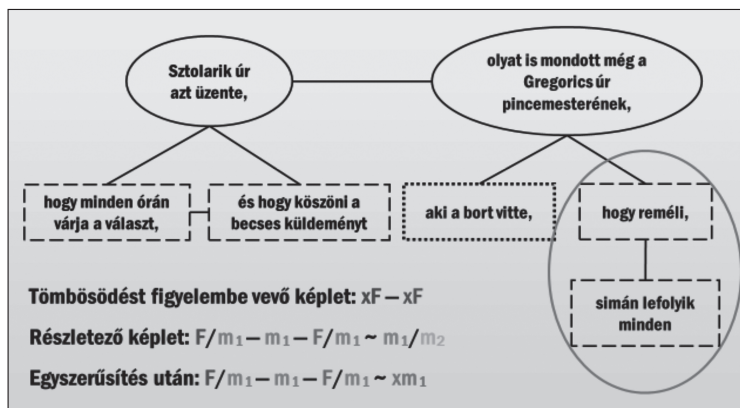 Sztolarik úr
azt üzente,
olyat is mondott még a
Gregorics úr
pincemesterének,
hogy minden órán
várja a választ,
és hogy köszöni a
becses küldeményt
aki a bort vitte,
hogy reméli,
simán lefolyik
minden
Tömbösödést figyelembe vevő képlet: xF — xF
Részletező képlet: F/m₁ — m₁ — F/m₁ ~ m₁/m₂
Egyszerűsítés után: F/m₁ — m₁ — F/m₁ ~ xm₁